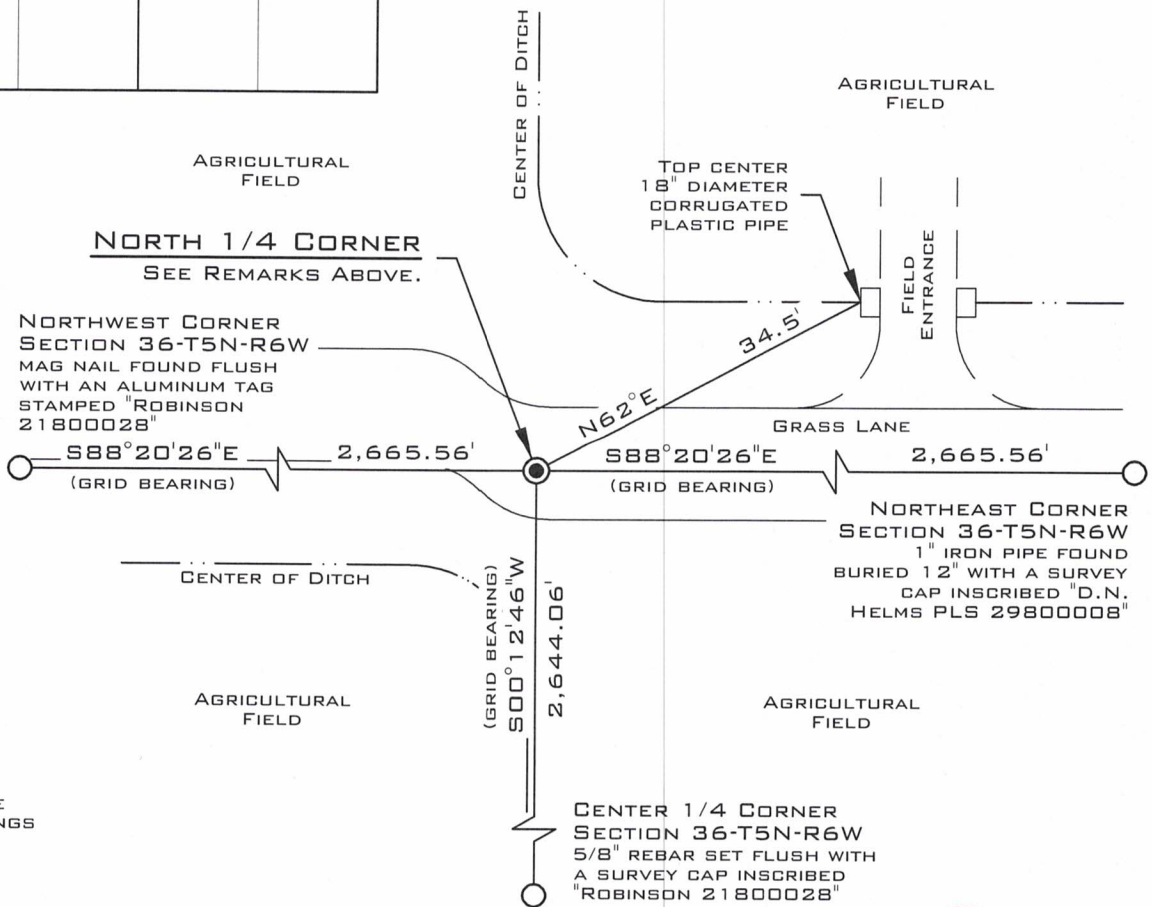 CENTER OF DITCH
AGRICULTURAL
FIELD
AGRICULTURAL
FIELD
TOP CENTER
18" DIAMETER
CORRUGATED
PLASTIC PIPE
NORTH 1/4 CORNER
SEE REMARKS ABOVE.
FIELD
ENTRANCE
NORTHWEST CORNER
SECTION 36-T5N-R6W
MAG NAIL FOUND FLUSH
WITH AN ALUMINUM TAG
STAMPED "ROBINSON
21800028"
34.5'
N62°E
GRASS LANE
S88°20'26"E
2,665.56'
(GRID BEARING)
S88°20'26"E
2,665.56'
(GRID BEARING)
NORTHEAST CORNER
SECTION 36-T5N-R6W
1" IRON PIPE FOUND
BURIED 12" WITH A SURVEY
CAP INSCRIBED "D.N.
HELMS PLS 29800008"
CENTER OF DITCH
(GRID BEARING)
S00°12'46"W
2,644.06'
AGRICULTURAL
FIELD
AGRICULTURAL
FIELD
CENTER 1/4 CORNER
SECTION 36-T5N-R6W
5/8" REBAR SET FLUSH WITH
A SURVEY CAP INSCRIBED
"ROBINSON 21800028"